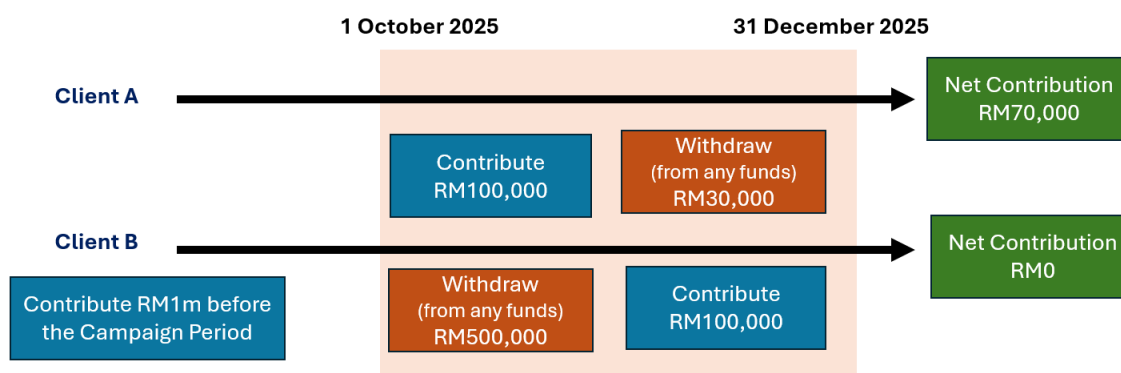 1 October 2025
31 December 2025
Client A
Net Contribution
RM70,000
Contribute
RM100,000
Withdraw
(from any funds)
RM30,000
Client B
Net Contribution
RM0
Contribute RM1m before
the Campaign Period
Withdraw
(from any funds)
RM500,000
Contribute
RM100,000